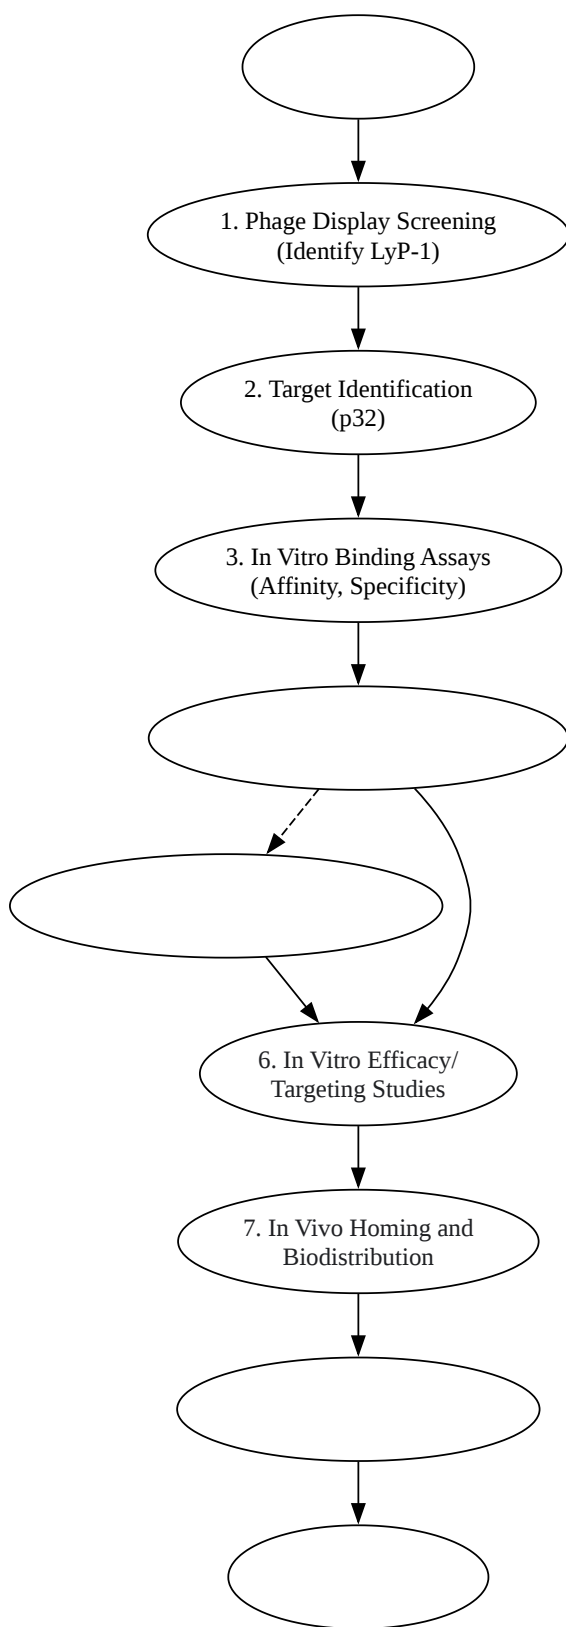 1. Phage Display Screening
(Identify LyP-1)
2. Target Identification
(p32)
3. In Vitro Binding Assays
(Affinity, Specificity)
6. In Vitro Efficacy/
Targeting Studies
7. In Vivo Homing and
Biodistribution